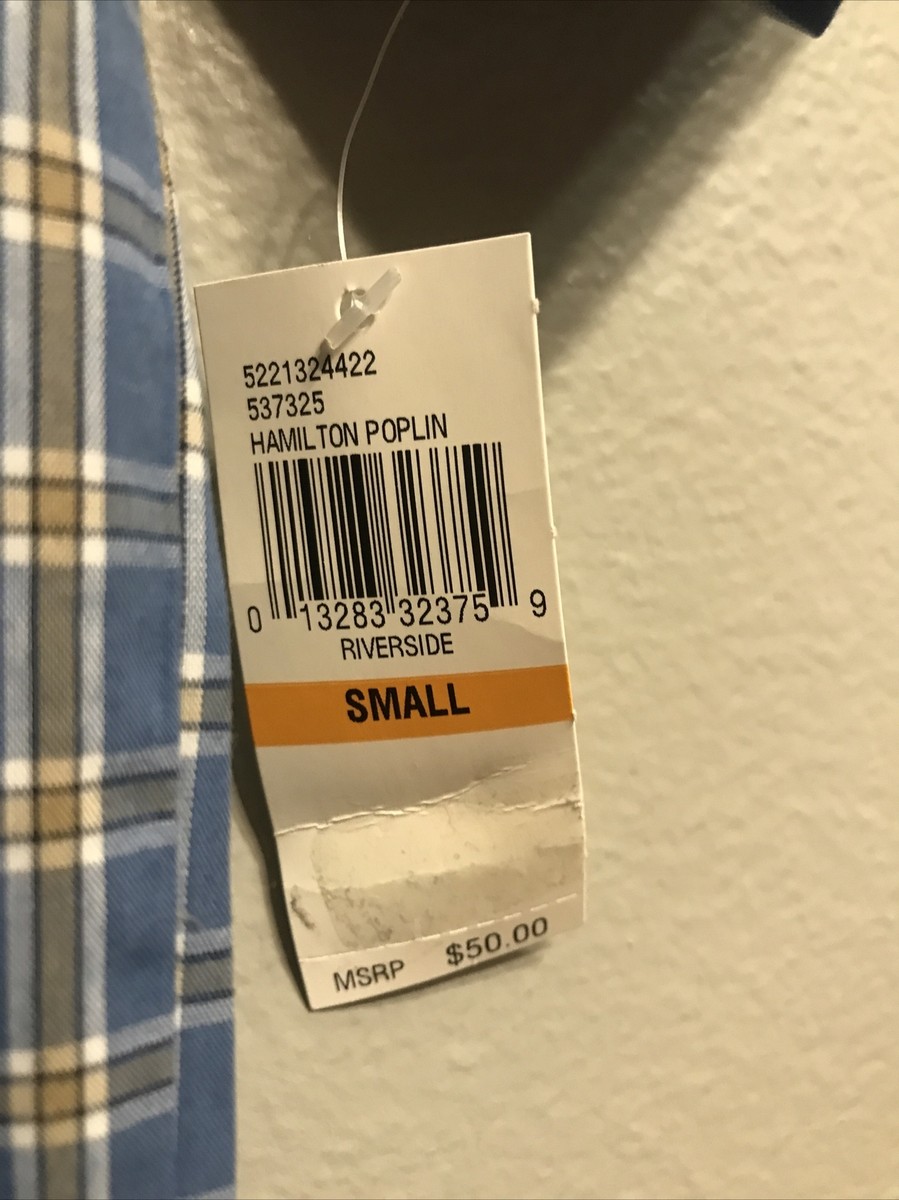 5221324422
537325
HAMILTON POPLIN
0 13283 32375 9
RIVERSIDE
SMALL
MSRP $50.00